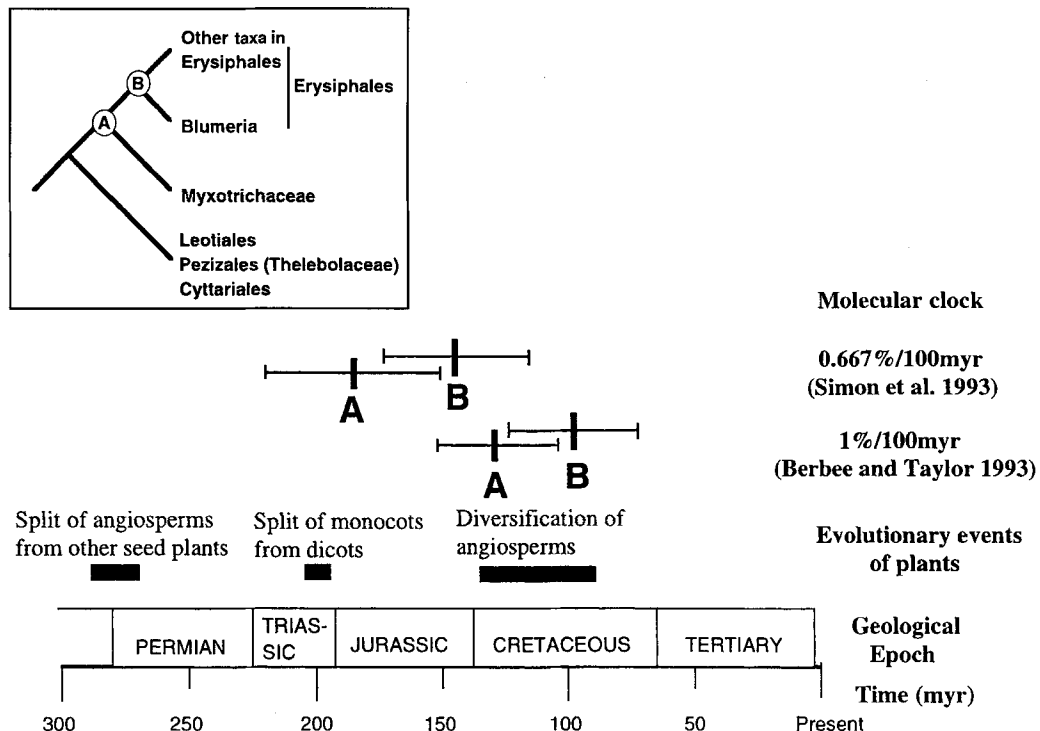 Other taxa in
Erysiphales
Erysiphales
B
Blumeria
A
Myxotrichaceae
Leotiales
Pezizales (Thelebolaceae)
Cyttariales
Molecular clock
0.667%/100myr
(Simon et al. 1993)
A
B
1%/100myr
(Berbee and Taylor 1993)
A
B
Split of angiosperms
from other seed plants
Split of monocots
from dicots
Diversification of
angiosperms
Evolutionary events
of plants
PERMIAN
TRIAS-
SIC
JURASSIC
CRETACEOUS
TERTIARY
Geological
Epoch
Time (myr)
300
250
200
150
100
50
Present